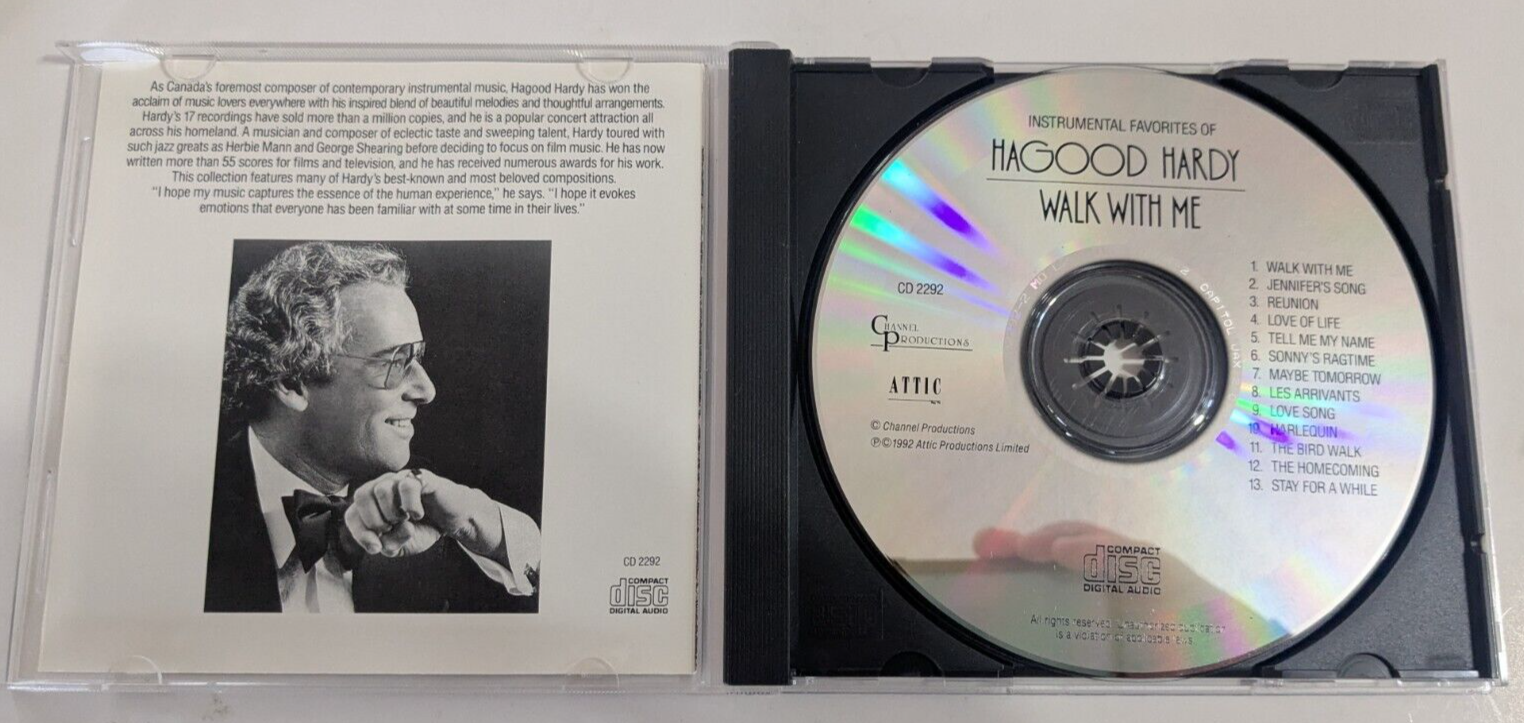 As Canada's foremost composer of contemporary instrumental music, Hagood Hardy has won the
acclaim of music lovers everywhere with his inspired blend of beautiful melodies and thoughtful arrangements.
Hardy's 17 recordings have sold more than a million copies, and he is a popular concert attraction all
across his homeland. A musician and composer of eclectic taste and sweeping talent, Hardy toured with
such jazz greats as Herbie Mann and George Shearing before deciding to focus on film music. He has now
written more than 55 scores for films and television, and he has received numerous awards for his work.
This collection features many of Hardy's best-known and most beloved compositions.
"I hope my music captures the essence of the human experience," he says. "I hope it evokes
emotions that everyone has been familiar with at some time in their lives."
CD 2292
COMPACT
disc
DIGITAL AUDIO
INSTRUMENTAL FAVORITES OF
HAGOOD HARDY
WALK WITH ME
CD 2292
CHANNEL
PRODUCTIONS
ATTIC
© Channel Productions
℗©1992 Attic Productions Limited
1. WALK WITH ME
2. JENNIFER'S SONG
3. REUNION
4. LOVE OF LIFE
5. TELL ME MY NAME
6. SONNY'S RAGTIME
7. MAYBE TOMORROW
8. LES ARRIVANTS
9. LOVE SONG
10. HARLEQUIN
11. THE BIRD WALK
12. THE HOMECOMING
13. STAY FOR A WHILE
CAPITOL JAX
COMPACT
disc
DIGITAL AUDIO
All rights reserved. Unauthorized duplication
is a violation of applicable laws.